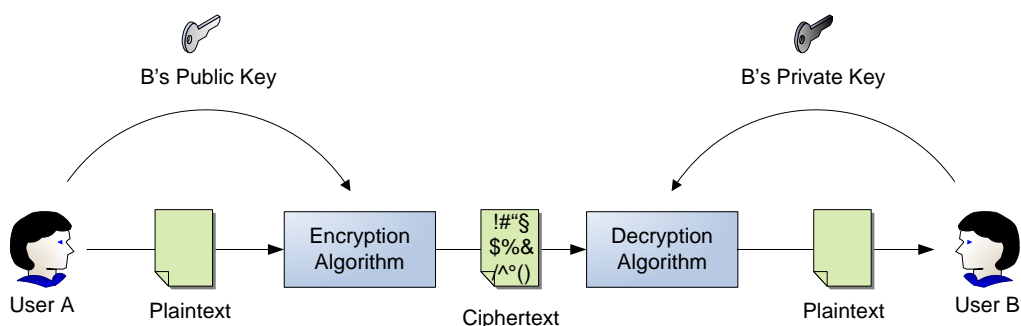 B's Public Key
B's Private Key
Encryption
Algorithm
!#“§
$%&
/^°()
Decryption
Algorithm
User A
Plaintext
Ciphertext
Plaintext
User B